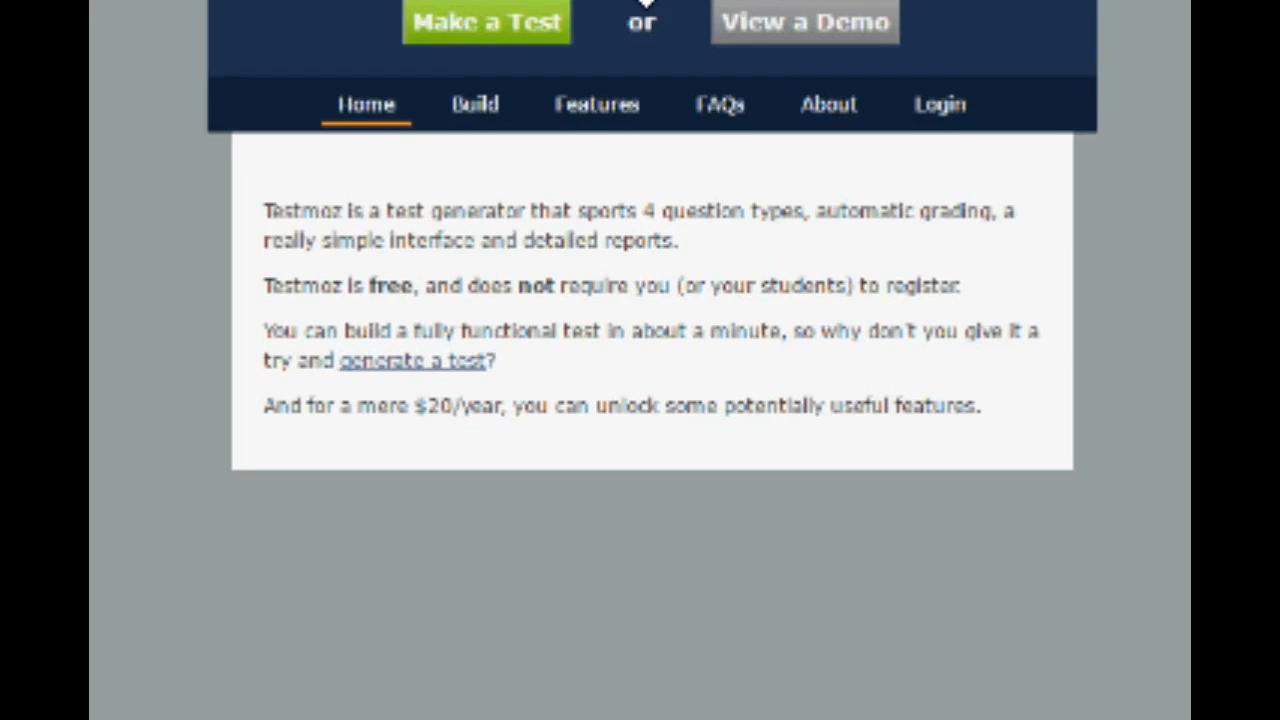 Make a Test or View a Demo
Home Build Features FAQs About Login
Testmoz is a test generator that sports 4 question types, automatic grading, a
really simple interface and detailed reports.
Testmoz is free, and does not require you (or your students) to register.
You can build a fully functional test in about a minute, so why don't you give it a
try and generate a test?
And for a mere $20/year, you can unlock some potentially useful features.